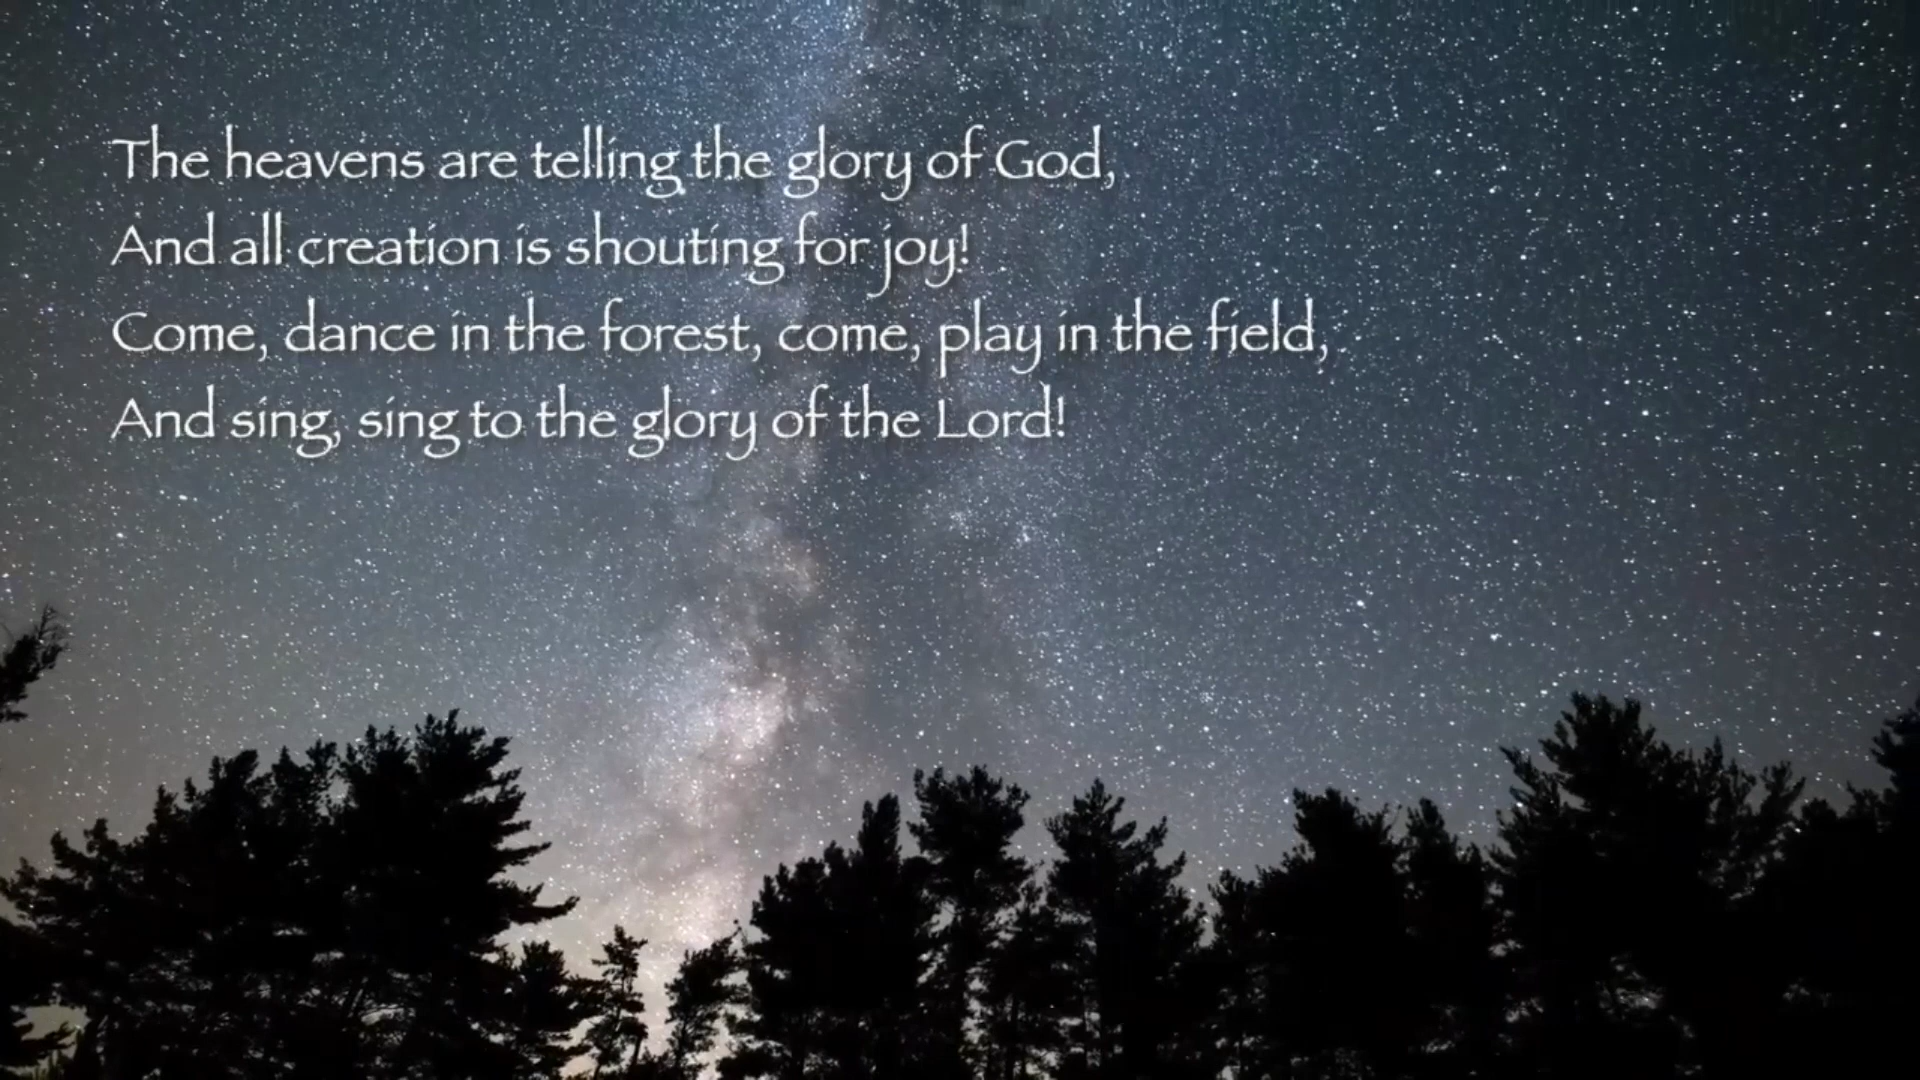 The heavens are telling the glory of God,
And all creation is shouting for joy!
Come, dance in the forest, come, play in the field,
And sing, sing to the glory of the Lord!